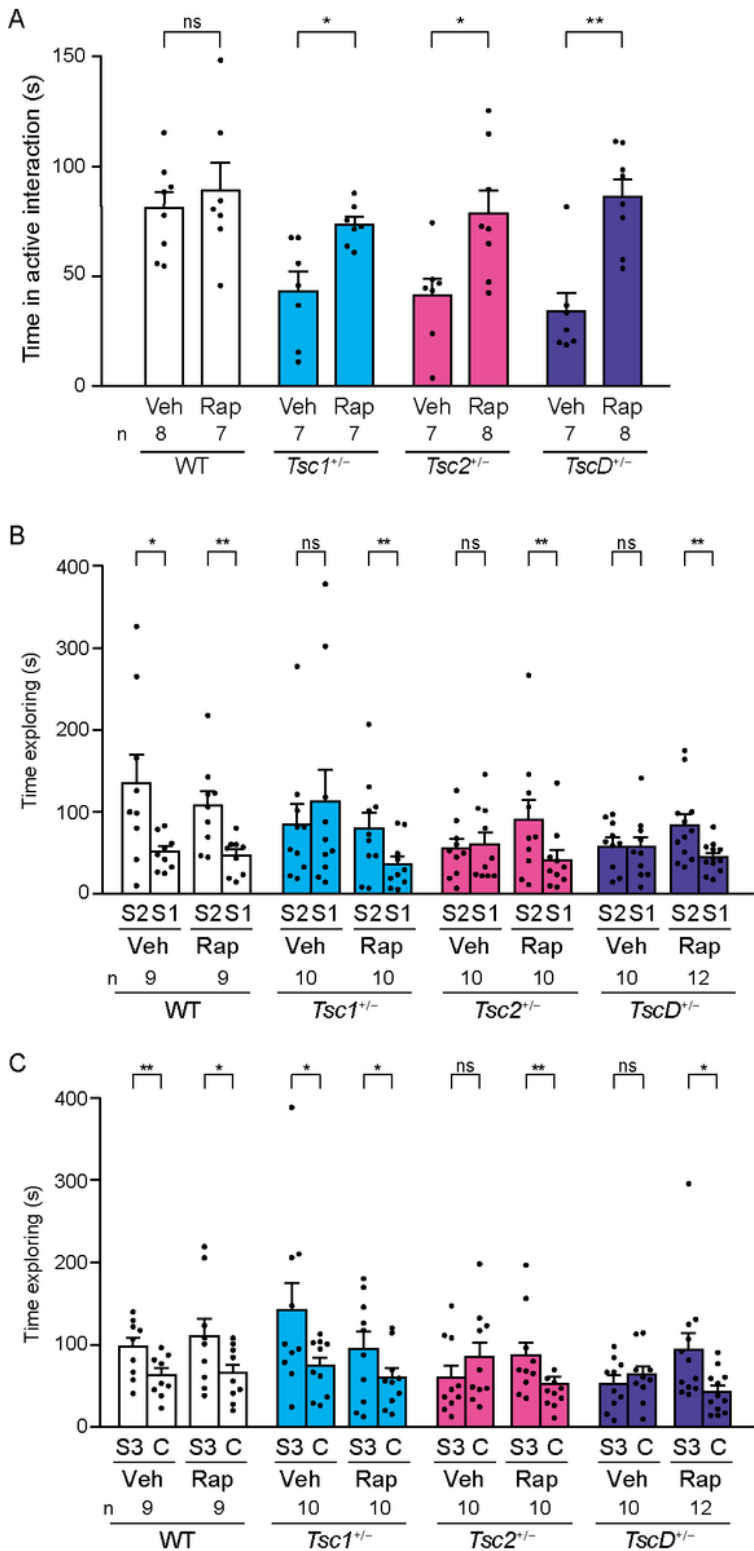 A
ns * * **
150
100
50
0
Time in active interaction (s)
Veh Rap Veh Rap Veh Rap Veh Rap
n 8 7 7 7 7 8 7 8
WT Tsc1+/− Tsc2+/− TscD+/−
B
* ** ns ** ns ** ns **
400
300
200
100
0
Time exploring (s)
S2 S1 S2 S1 S2 S1 S2 S1 S2 S1 S2 S1 S2 S1 S2 S1
Veh Rap Veh Rap Veh Rap Veh Rap
n 9 9 10 10 10 10 10 12
WT Tsc1+/− Tsc2+/− TscD+/−
C
** * * * ns ** ns *
400
300
200
100
0
Time exploring (s)
S3 C S3 C S3 C S3 C S3 C S3 C S3 C S3 C
Veh Rap Veh Rap Veh Rap Veh Rap
n 9 9 10 10 10 10 10 12
WT Tsc1+/− Tsc2+/− TscD+/−